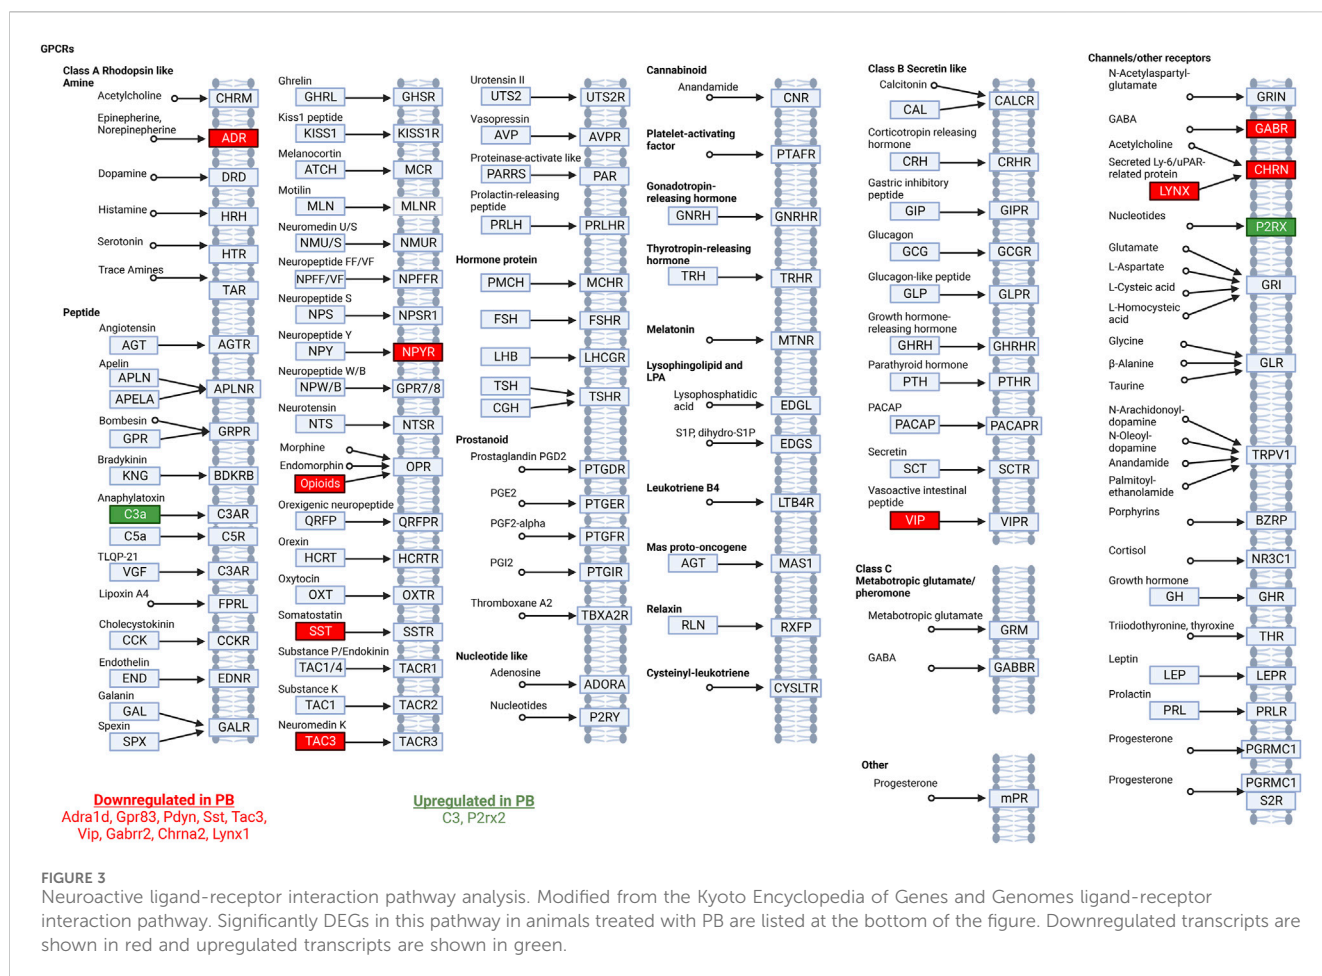 GPCRs
Class A Rhodopsin like
Amine
Acetylcholine
CHRM
Epinepherine,
Norepinepherine
ADR
Dopamine
DRD
Histamine
HRH
Serotonin
HTR
Trace Amines
TAR
Peptide
Angiotensin
AGT
AGTR
Apelin
APLN
APELA
APLNR
Bombesin
GPR
GRPR
Bradykinin
KNG
BDKRB
Anaphylatoxin
C3a
C3AR
C5a
C5R
TLQP-21
VGF
C3AR
Lipoxin A4
FPRL
Cholecystokinin
CCK
CCKR
Endothelin
END
EDNR
Galanin
GAL
Spexin
SPX
GALR
Ghrelin
GHRL
GHSR
Kiss1 peptide
KISS1
KISS1R
Melanocortin
ATCH
MCR
Motilin
MLN
MLNR
Neuromedin U/S
NMU/S
NMUR
Neuropeptide FF/VF
NPFF/VF
NPFFR
Neuropeptide S
NPS
NPSR1
Neuropeptide Y
NPY
NPYR
Neuropeptide W/B
NPW/B
GPR7/8
Neurotensin
NTS
NTSR
Morphine
Endomorphin
Opioids
OPR
Orexigenic neuropeptide
QRFP
QRFPR
Orexin
HCRT
HCRTR
Oxytocin
OXT
OXTR
Somatostatin
SST
SSTR
Substance P/Endokinin
TAC1/4
TACR1
Substance K
TAC1
TACR2
Neuromedin K
TAC3
TACR3
Urotensin II
UTS2
UTS2R
Vasopressin
AVP
AVPR
Proteinase-activate like
PARRS
PAR
Prolactin-releasing
peptide
PRLH
PRLHR
Hormone protein
PMCH
MCHR
FSH
FSHR
LHB
LHCGR
TSH
CGH
TSHR
Prostanoid
Prostaglandin PGD2
PTGDR
PGE2
PTGER
PGF2-alpha
PTGFR
PGI2
PTGIR
Thromboxane A2
TBXA2R
Nucleotide like
Adenosine
ADORA
Nucleotides
P2RY
Cannabinoid
Anandamide
CNR
Platelet-activating
factor
PTAFR
Gonadotropin-
releasing hormone
GNRH
GNRHR
Thyrotropin-releasing
hormone
TRH
TRHR
Melatonin
MTNR
Lysophingolipid and
LPA
Lysophosphatidic
acid
EDGL
S1P, dihydro-S1P
EDGS
Leukotriene B4
LTB4R
Mas proto-oncogene
AGT
MAS1
Relaxin
RLN
RXFP
Cysteinyl-leukotriene
CYSLTR
Class B Secretin like
Calcitonin
CAL
CALCR
Corticotropin releasing
hormone
CRH
CRHR
Gastric inhibitory
peptide
GIP
GIPR
Glucagon
GCG
GCGR
Glucagon-like peptide
GLP
GLPR
Growth hormone-
releasing hormone
GHRH
GHRHR
Parathyroid hormone
PTH
PTHR
PACAP
PACAP
PACAPR
Secretin
SCT
SCTR
Vasoactive intestinal
peptide
VIP
VIPR
Class C
Metabotropic glutamate/
pheromone
Metabotropic glutamate
GRM
GABA
GABBR
Other
Progesterone
mPR
Channels/other receptors
N-Acetylaspartyl-
glutamate
GRIN
GABA
GABR
Acetylcholine
Secreted Ly-6/uPAR-
related protein
LYNX
CHRN
Nucleotides
P2RX
Glutamate
L-Aspartate
L-Cysteic acid
L-Homocysteic
acid
GRI
Glycine
β-Alanine
Taurine
GLR
N-Arachidonoyl-
dopamine
N-Oleoyl-
dopamine
Anandamide
Palmitoyl-
ethanolamide
TRPV1
Porphyrins
BZRP
Cortisol
NR3C1
Growth hormone
GH
GHR
Triiodothyronine, thyroxine
THR
Leptin
LEP
LEPR
Prolactin
PRL
PRLR
Progesterone
PGRMC1
Progesterone
PGRMC1
S2R
Downregulated in PB
Adra1d, Gpr83, Pdyn, Sst, Tac3,
Vip, Gabrr2, Chrna2, Lynx1
Upregulated in PB
C3, P2rx2
FIGURE 3
Neuroactive ligand-receptor interaction pathway analysis. Modified from the Kyoto Encyclopedia of Genes and Genomes ligand-receptor
interaction pathway. Significantly DEGs in this pathway in animals treated with PB are listed at the bottom of the figure. Downregulated transcripts are
shown in red and upregulated transcripts are shown in green.